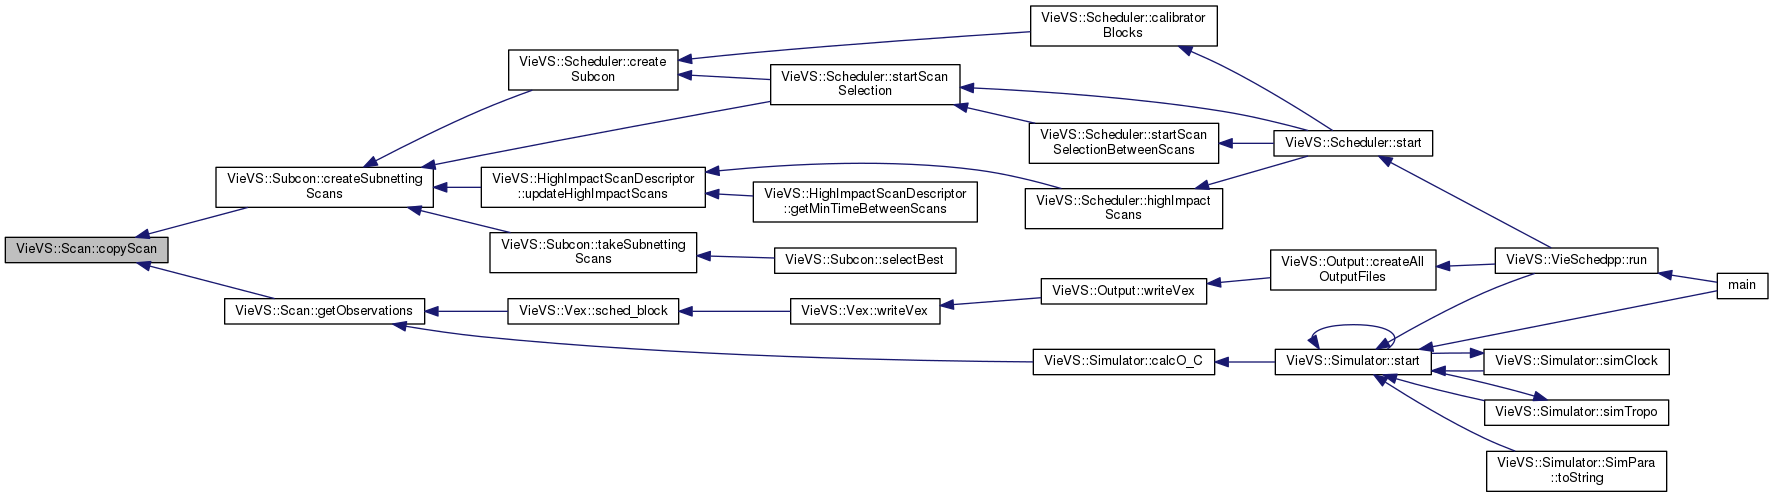 VieVS::Scan::copyScan
VieVS::Subcon::createSubnetting
Scans
VieVS::Scan::getObservations
VieVS::Scheduler::create
Subcon
VieVS::HighImpactScanDescriptor
::updateHighImpactScans
VieVS::Subcon::takeSubnetting
Scans
VieVS::Vex::sched_block
VieVS::Scheduler::startScan
Selection
VieVS::HighImpactScanDescriptor
::getMinTimeBetweenScans
VieVS::Subcon::selectBest
VieVS::Vex::writeVex
VieVS::Scheduler::calibrator
Blocks
VieVS::Scheduler::startScan
SelectionBetweenScans
VieVS::Scheduler::highImpact
Scans
VieVS::Output::writeVex
VieVS::Simulator::calcO_C
VieVS::Scheduler::start
VieVS::Output::createAll
OutputFiles
VieVS::Simulator::start
VieVS::VieSchedpp::run
VieVS::Simulator::simClock
VieVS::Simulator::simTropo
VieVS::Simulator::SimPara
::toString
main